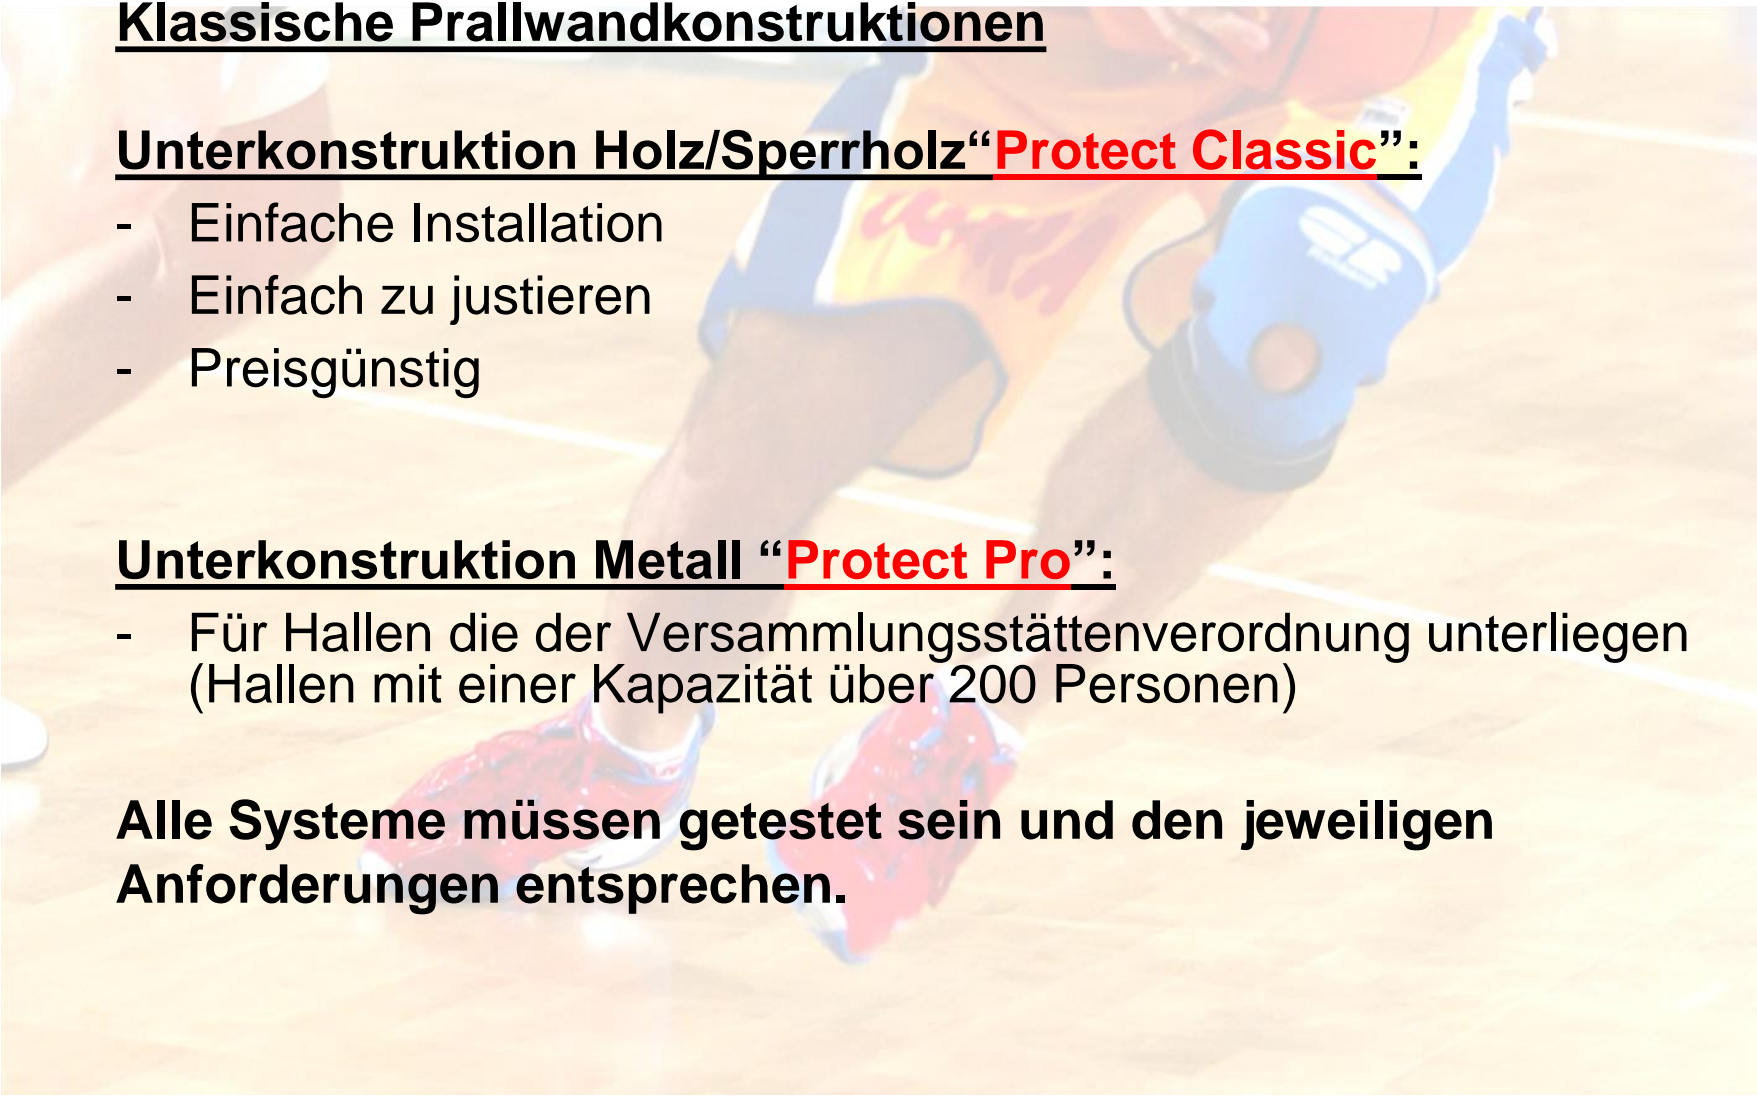 Klassische Prallwandkonstruktionen
Unterkonstruktion Holz/Sperrholz“Protect Classic”:
- Einfache Installation
- Einfach zu justieren
- Preisgünstig
Unterkonstruktion Metall “Protect Pro”:
- Für Hallen die der Versammlungsstättenverordnung unterliegen
(Hallen mit einer Kapazität über 200 Personen)
Alle Systeme müssen getestet sein und den jeweiligen
Anforderungen entsprechen.